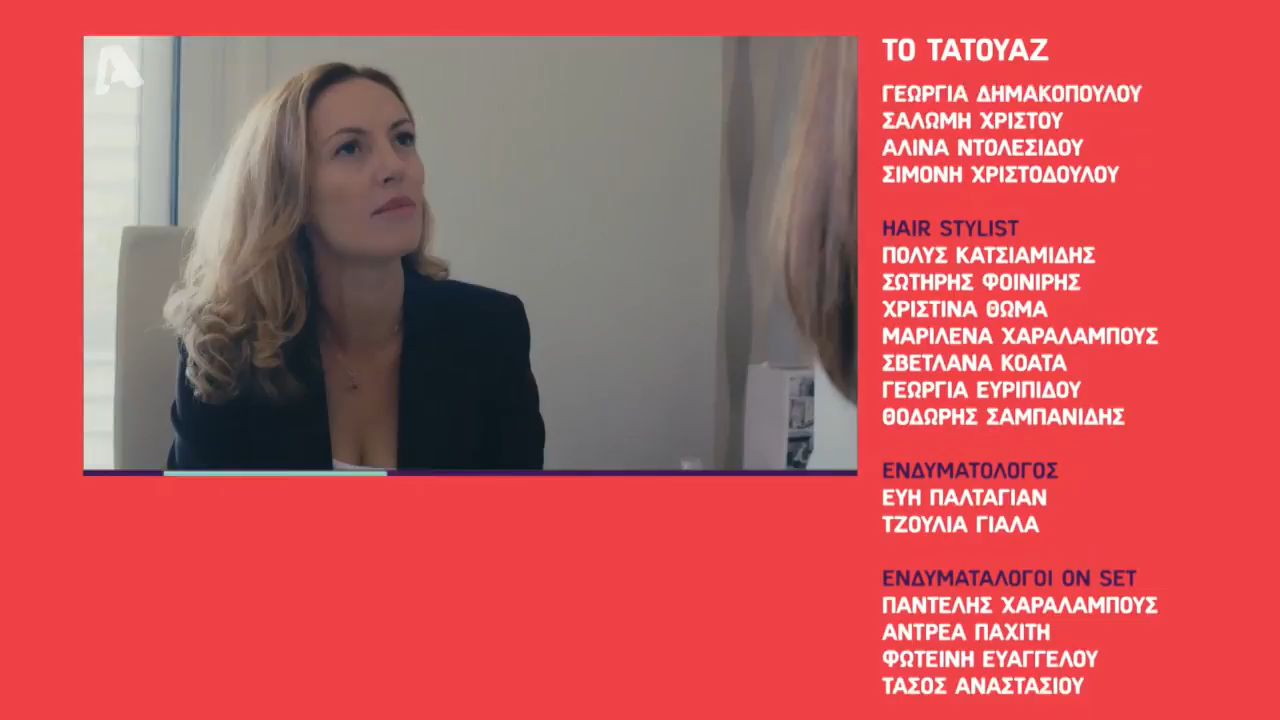 ΤΟ ΤΑΤΟΥΑΖ
ΓΕΩΡΓΙΑ ΔΗΜΑΚΟΠΟΥΛΟΥ
ΣΑΛΩΜΗ ΧΡΙΣΤΟΥ
ΑΛΙΝΑ ΝΤΟΛΕΣΙΔΟΥ
ΣΙΜΟΝΗ ΧΡΙΣΤΟΔΟΥΛΟΥ
HAIR STYLIST
ΠΟΛΥΣ ΚΑΤΣΙΑΜΙΔΗΣ
ΣΩΤΗΡΗΣ ΦΟΙΝΙΡΗΣ
ΧΡΙΣΤΙΝΑ ΘΩΜΑ
ΜΑΡΙΛΕΝΑ ΧΑΡΑΛΑΜΠΟΥΣ
ΣΒΕΤΛΑΝΑ ΚΟΑΤΑ
ΓΕΩΡΓΙΑ ΕΥΡΙΠΙΔΟΥ
ΘΟΔΩΡΗΣ ΣΑΜΠΑΝΙΔΗΣ
ΕΝΔΥΜΑΤΟΛΟΓΟΣ
ΕΥΗ ΠΑΛΤΑΓΙΑΝ
ΤΖΟΥΛΙΑ ΓΙΑΛΑ
ΕΝΔΥΜΑΤΑΛΟΓΟΙ ON SET
ΠΑΝΤΕΛΗΣ ΧΑΡΑΛΑΜΠΟΥΣ
ΑΝΤΡΕΑ ΠΑΧΙΤΗ
ΦΩΤΕΙΝΗ ΕΥΑΓΓΕΛΟΥ
ΤΑΣΟΣ ΑΝΑΣΤΑΣΙΟΥ